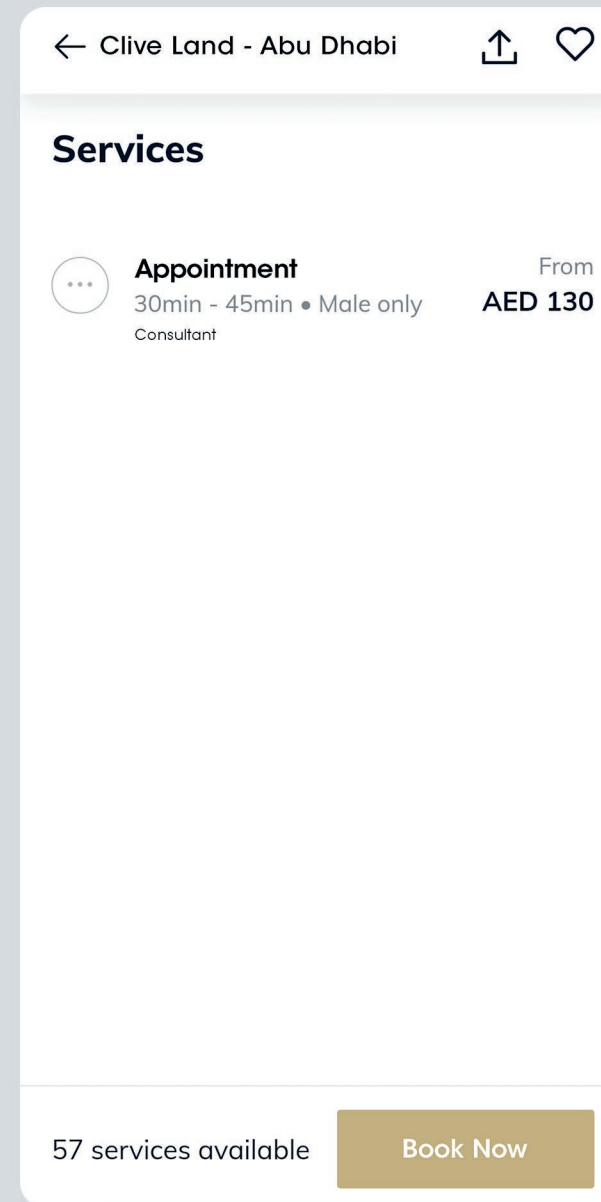 Clive Land - Abu Dhabi
Services
Appointment
From
30min - 45min • Male only
AED 130
Consultant
57 services available
Book Now